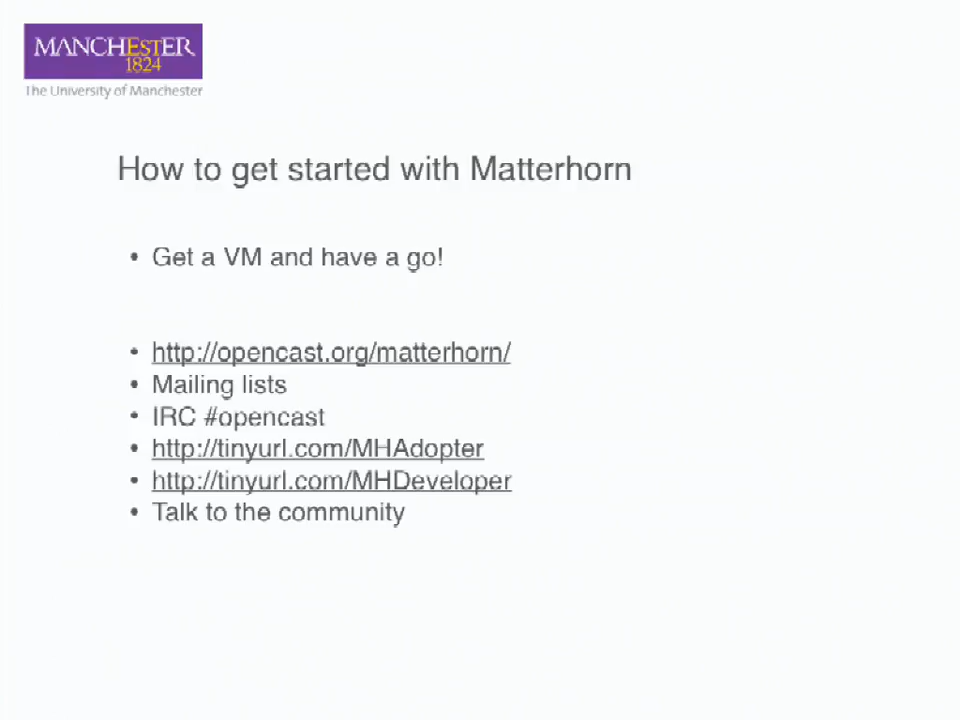 MANCHESTER
1824
The University of Manchester
How to get started with Matterhorn
• Get a VM and have a go!
• http://opencast.org/matterhorn/
• Mailing lists
• IRC #opencast
• http://tinyurl.com/MHAdopter
• http://tinyurl.com/MHDeveloper
• Talk to the community